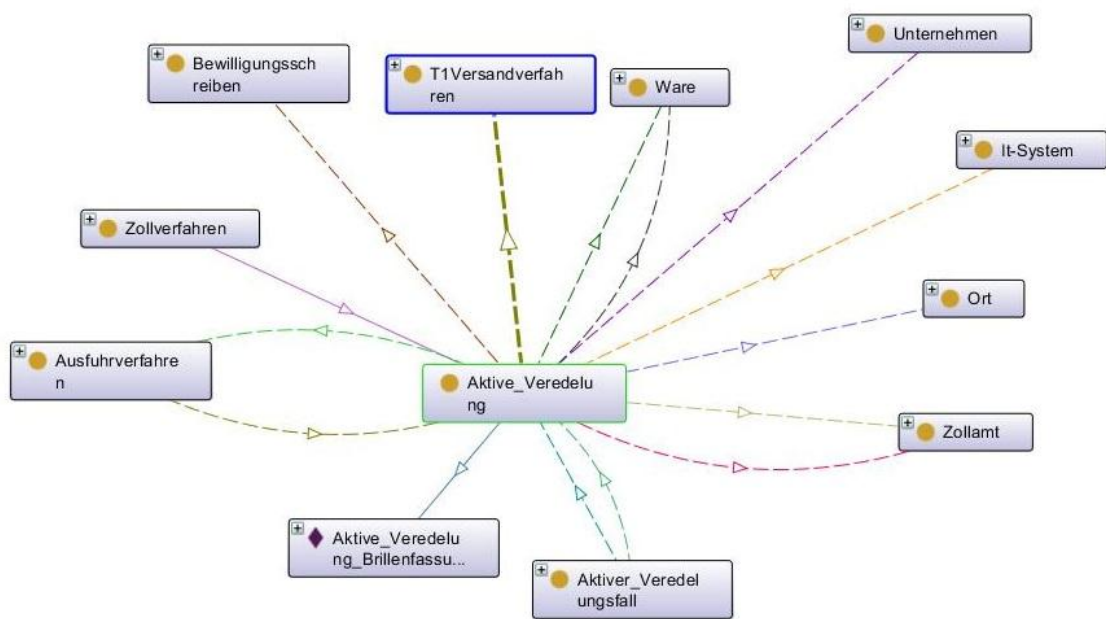 Unternehmen
Bewilligungssch
reiben
T1Versandverfah
ren
Ware
It-System
Zollverfahren
Ort
Ausfuhrverfahre
n
Aktive_Veredelu
ng
Zollamt
Aktive_Veredelu
ng_Brillenfassu...
Aktiver_Veredel
ungsfall